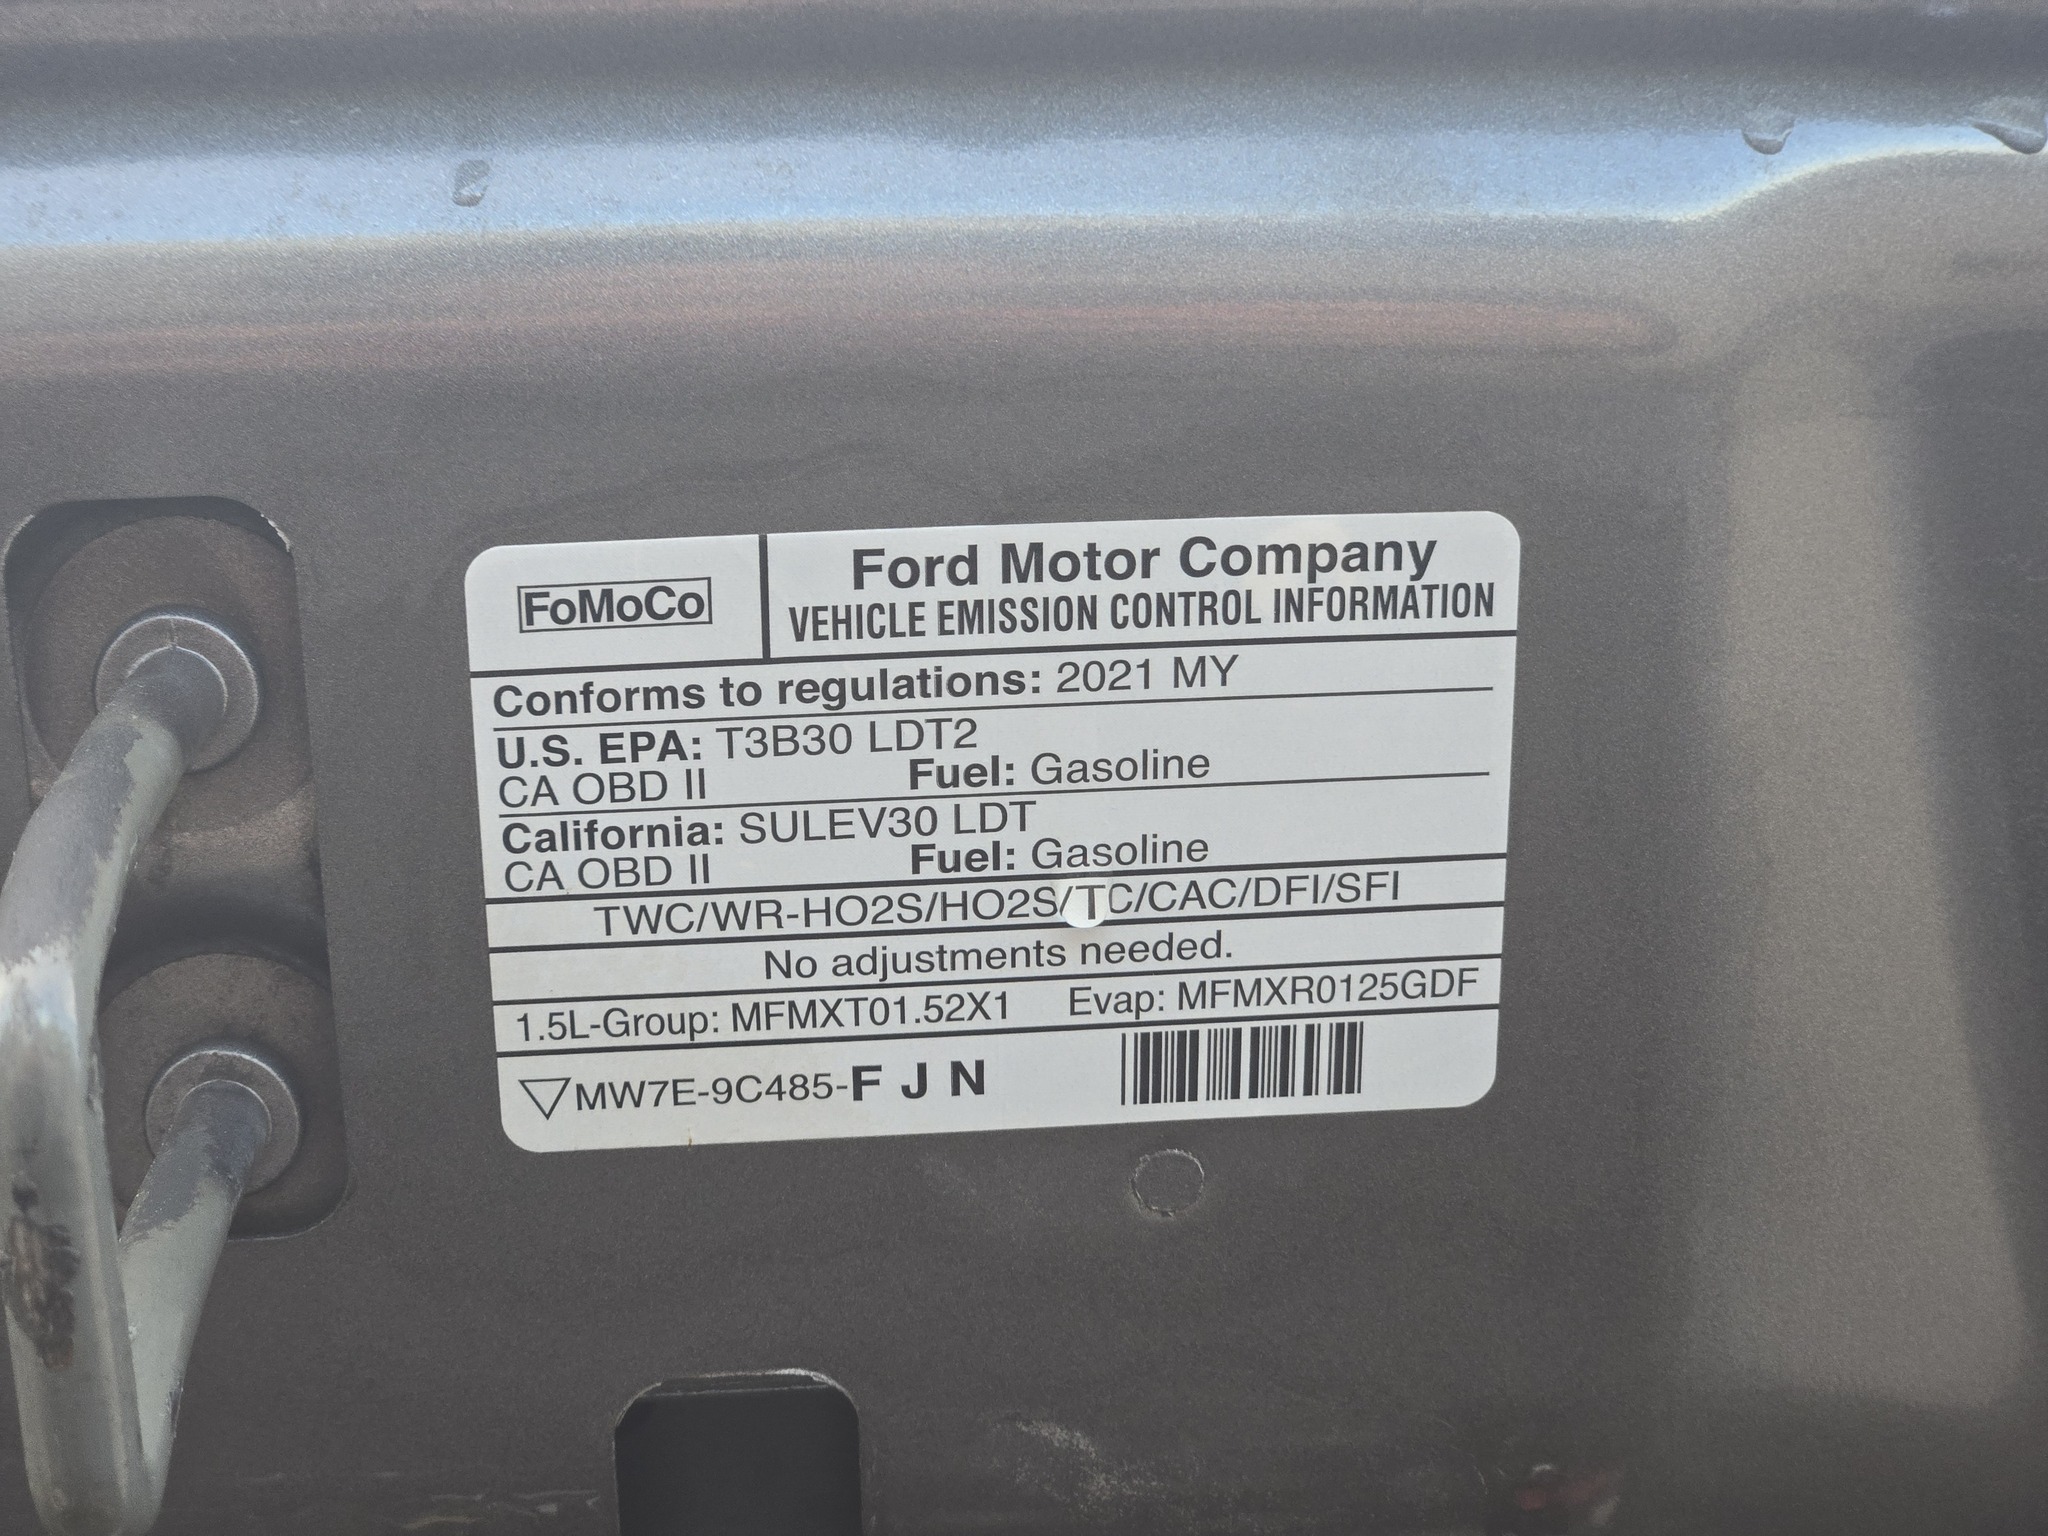 FoMoCo
Ford Motor Company
VEHICLE EMISSION CONTROL INFORMATION
Conforms to regulations: 2021 MY
U.S. EPA: T3B30 LDT2
CA OBD II Fuel: Gasoline
California: SULEV30 LDT
CA OBD II Fuel: Gasoline
TWC/WR-HO2S/HO2S/TC/CAC/DFI/SFI
No adjustments needed.
1.5L-Group: MFMXT01.52X1 Evap: MFMXR0125GDF
▽MW7E-9C485-F J N